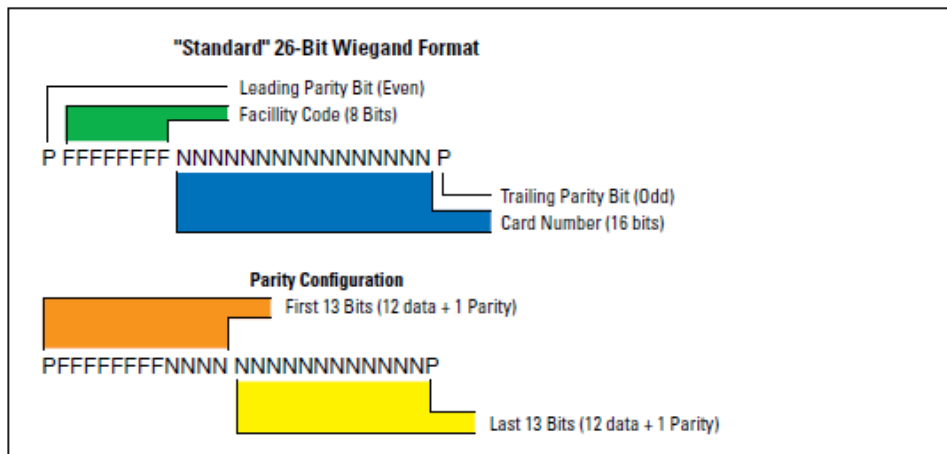 "Standard" 26-Bit Wiegand Format
Leading Parity Bit (Even)
Facillity Code (8 Bits)
P FFFFFFFF NNNNNNNNNNNNNNNN P
Trailing Parity Bit (Odd)
Card Number (16 bits)
Parity Configuration
First 13 Bits (12 data + 1 Parity)
PFFFFFFFFNNNN NNNNNNNNNNNNP
Last 13 Bits (12 data + 1 Parity)